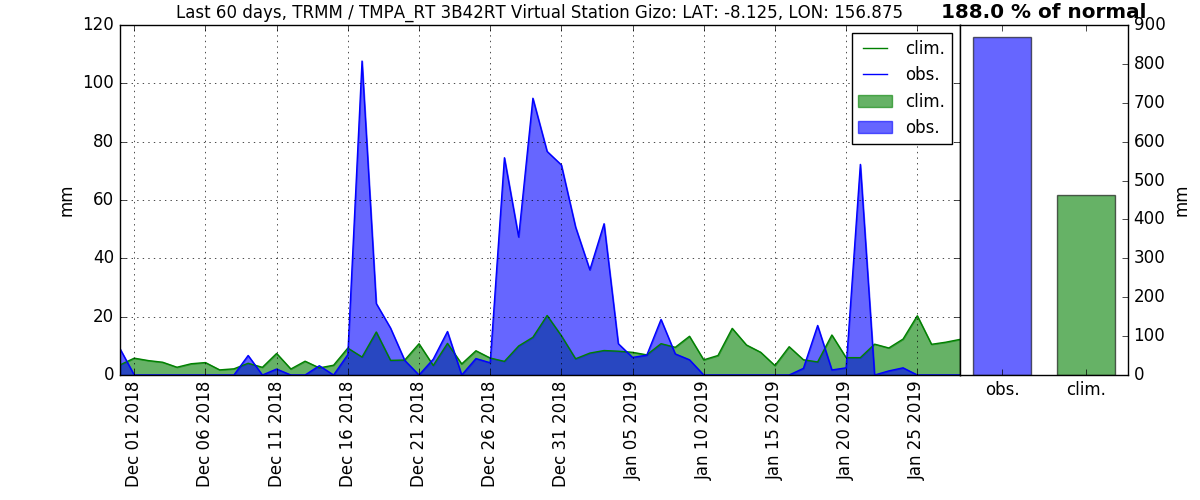 Last 60 days, TRMM / TMPA_RT 3B42RT Virtual Station Gizo: LAT: -8.125, LON: 156.875
188.0 % of normal
120
100
80
60
40
20
0
mm
clim.
obs.
clim.
obs.
Dec 01 2018
Dec 06 2018
Dec 11 2018
Dec 16 2018
Dec 21 2018
Dec 26 2018
Dec 31 2018
Jan 05 2019
Jan 10 2019
Jan 15 2019
Jan 20 2019
Jan 25 2019
900
800
700
600
500
400
300
200
100
0
mm
obs.
clim.